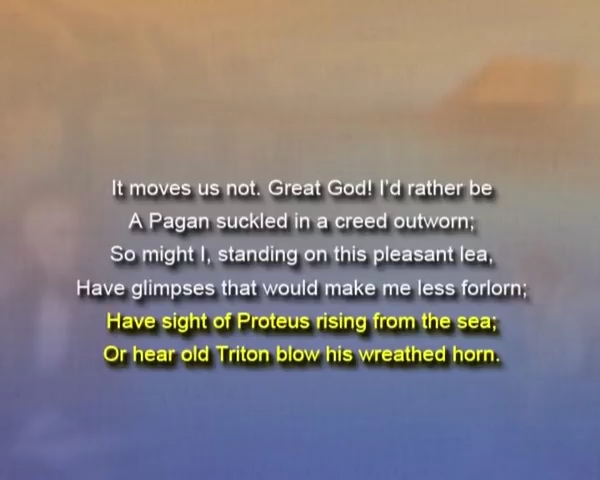 It moves us not. Great God! I'd rather be
A Pagan suckled in a creed outworn;
So might I, standing on this pleasant lea,
Have glimpses that would make me less forlorn;
Have sight of Proteus rising from the sea;
Or hear old Triton blow his wreathed horn.